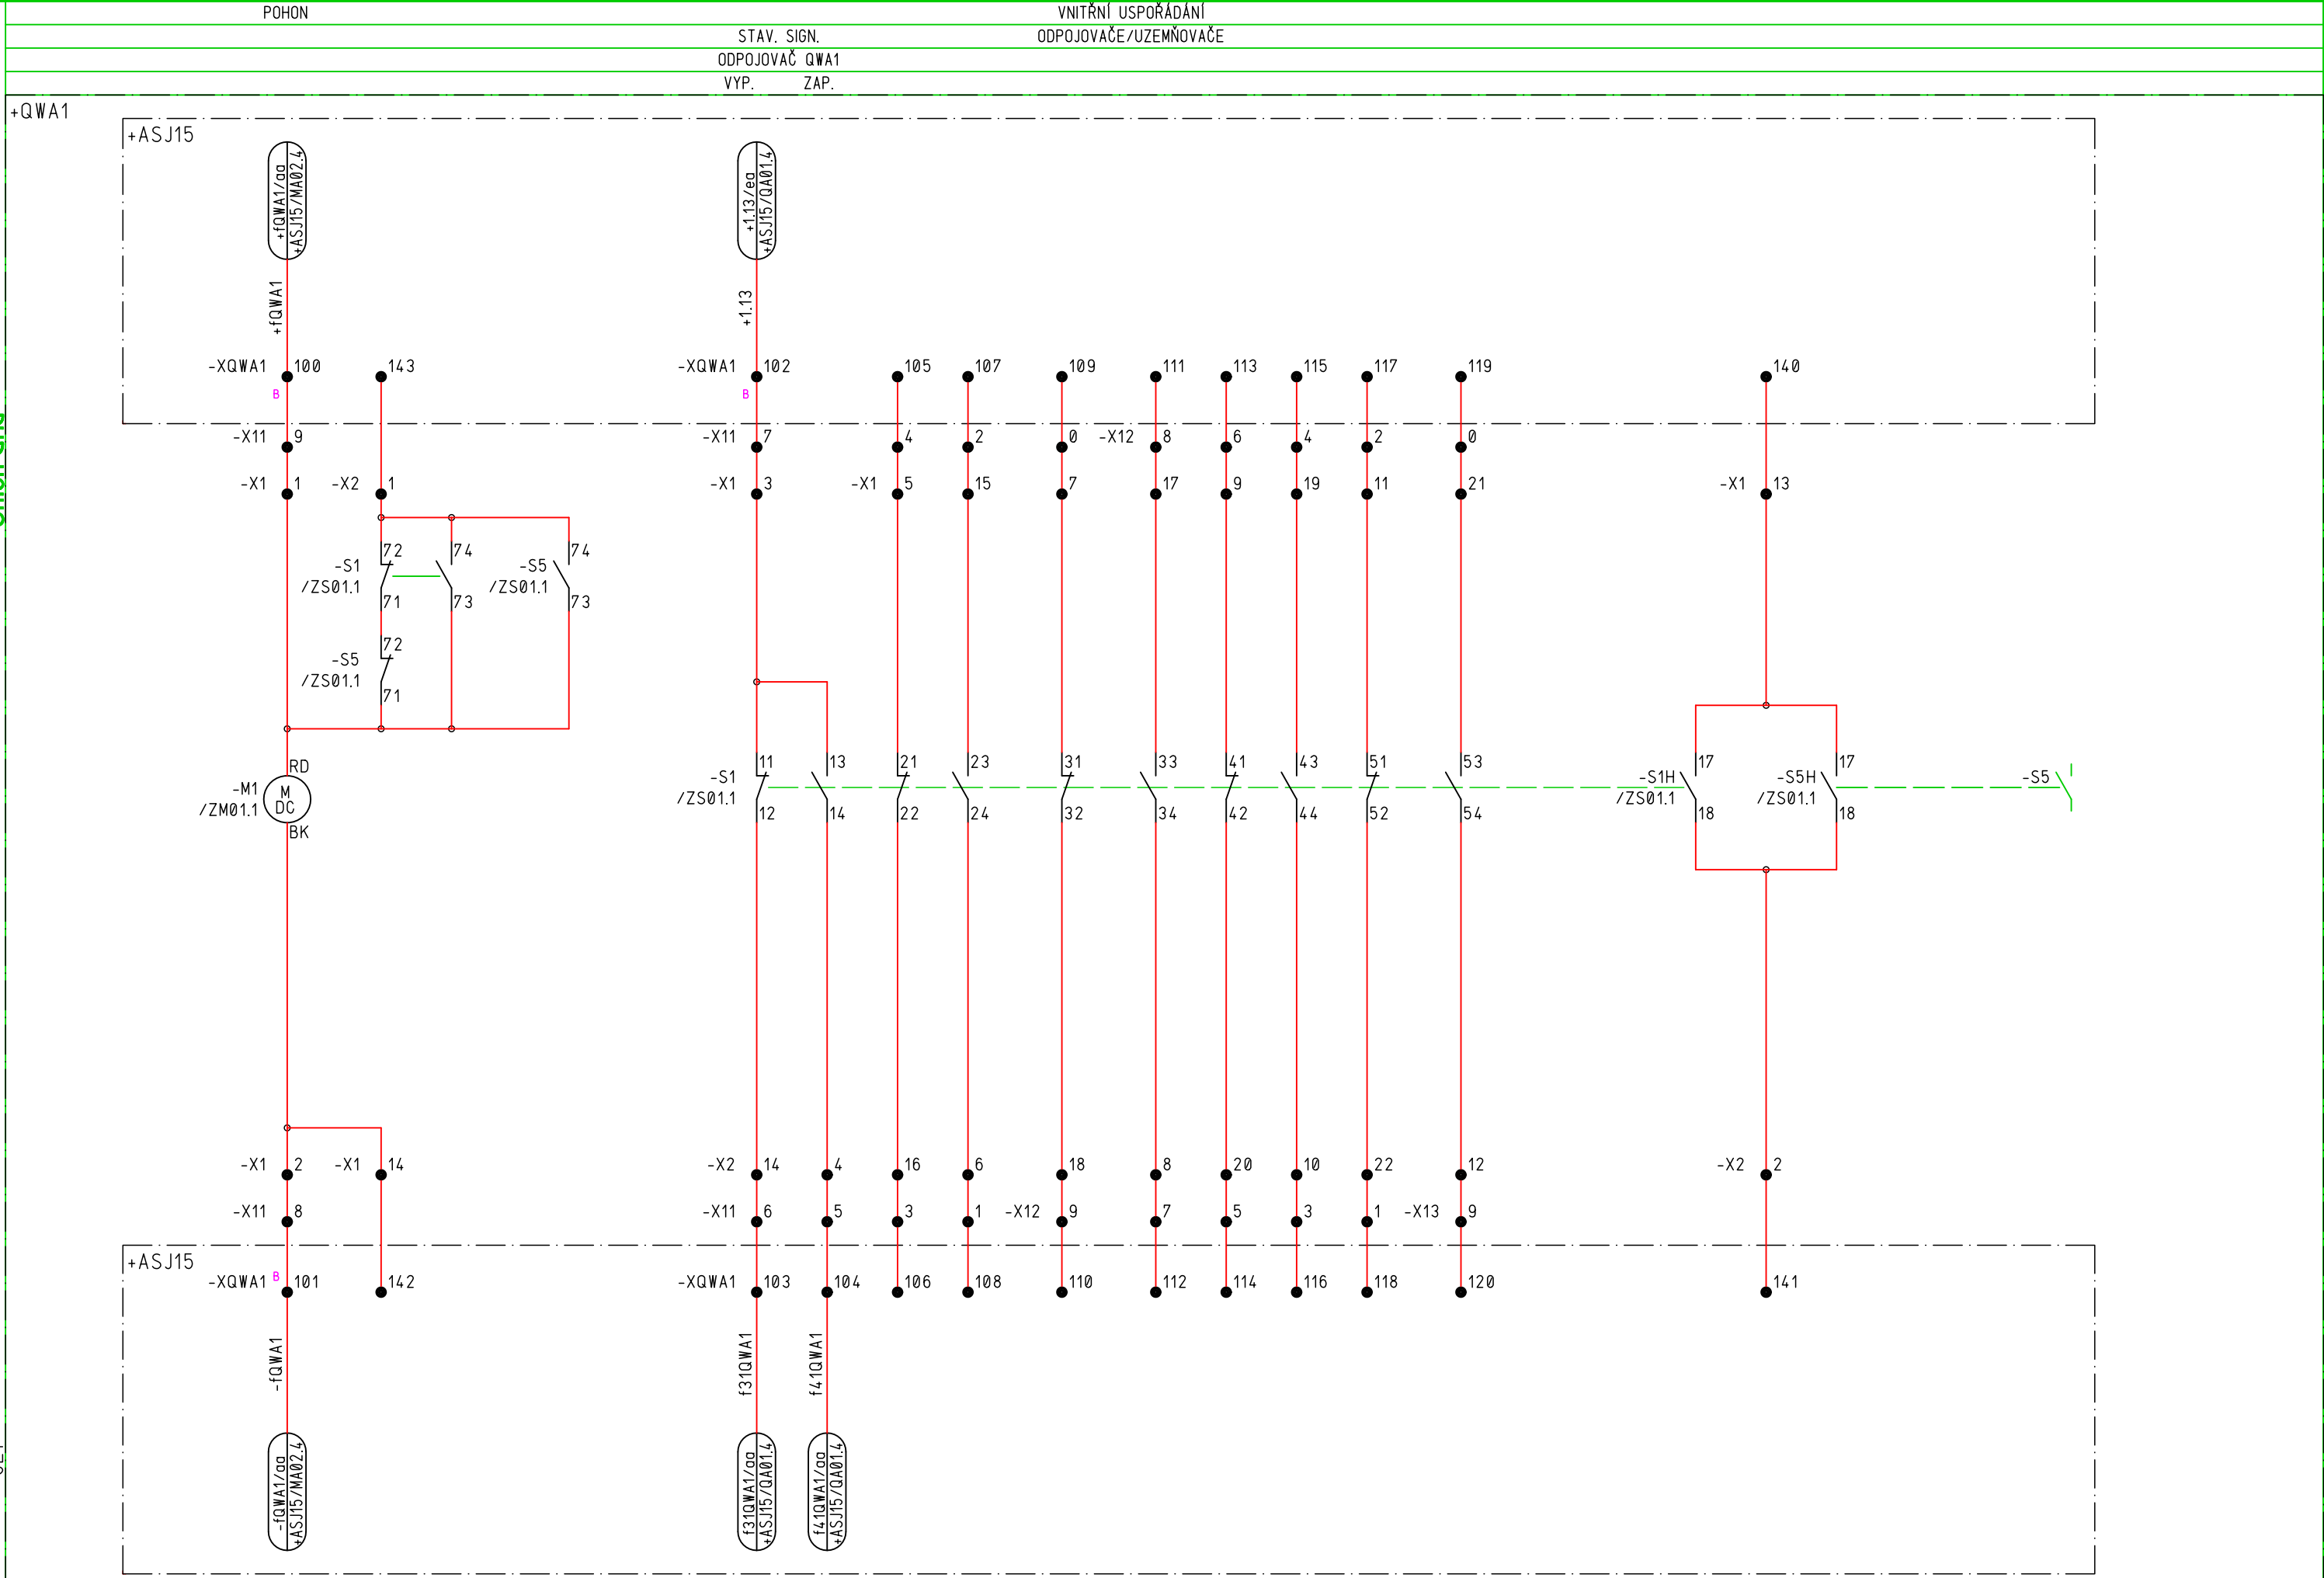 POHON VNITŘNÍ USPOŘÁDÁNÍ
STAV. SIGN. ODPOJOVAČE/UZEMŇOVAČE
ODPOJOVAČ QWA1
VYP. ZAP.
+QWA1
+ASJ15
+fQWA1/aa
+ASJ15/MA02.4
+1.13/ea
+ASJ15/QA01.4
+fQWA1 +1.13
-XQWA1 100 143 -XQWA1 102 105 107 109 111 113 115 117 119 140
B B
-X11 9 -X11 7 4 2 0 -X12 8 6 4 2 0
-X1 1 -X2 1 -X1 3 -X1 5 15 7 17 9 19 11 21 -X1 13
72 74 74
-S1 -S5
/ZS01.1 /ZS01.1
71 73 73
72
-S5
/ZS01.1
71
RD 11 13 21 23 31 33 41 43 51 53 17 17
-M1 M -S1 -S1H -S5H -S5
/ZM01.1 DC /ZS01.1 /ZS01.1 /ZS01.1
BK 12 14 22 24 32 34 42 44 52 54 18 18
-X1 2 -X1 14 -X2 14 4 16 6 18 8 20 10 22 12 -X2 2
-X11 8 -X11 6 5 3 1 -X12 9 7 5 3 1 -X13 9
+ASJ15
B
-XQWA1 101 142 -XQWA1 103 104 106 108 110 112 114 116 118 120 141
-fQWA1 f31QWA1 f41QWA1
-fQWA1/aa
+ASJ15/MA02.4
f31QWA1/aa
+ASJ15/QA01.4
f41QWA1/aa
+ASJ15/QA01.4